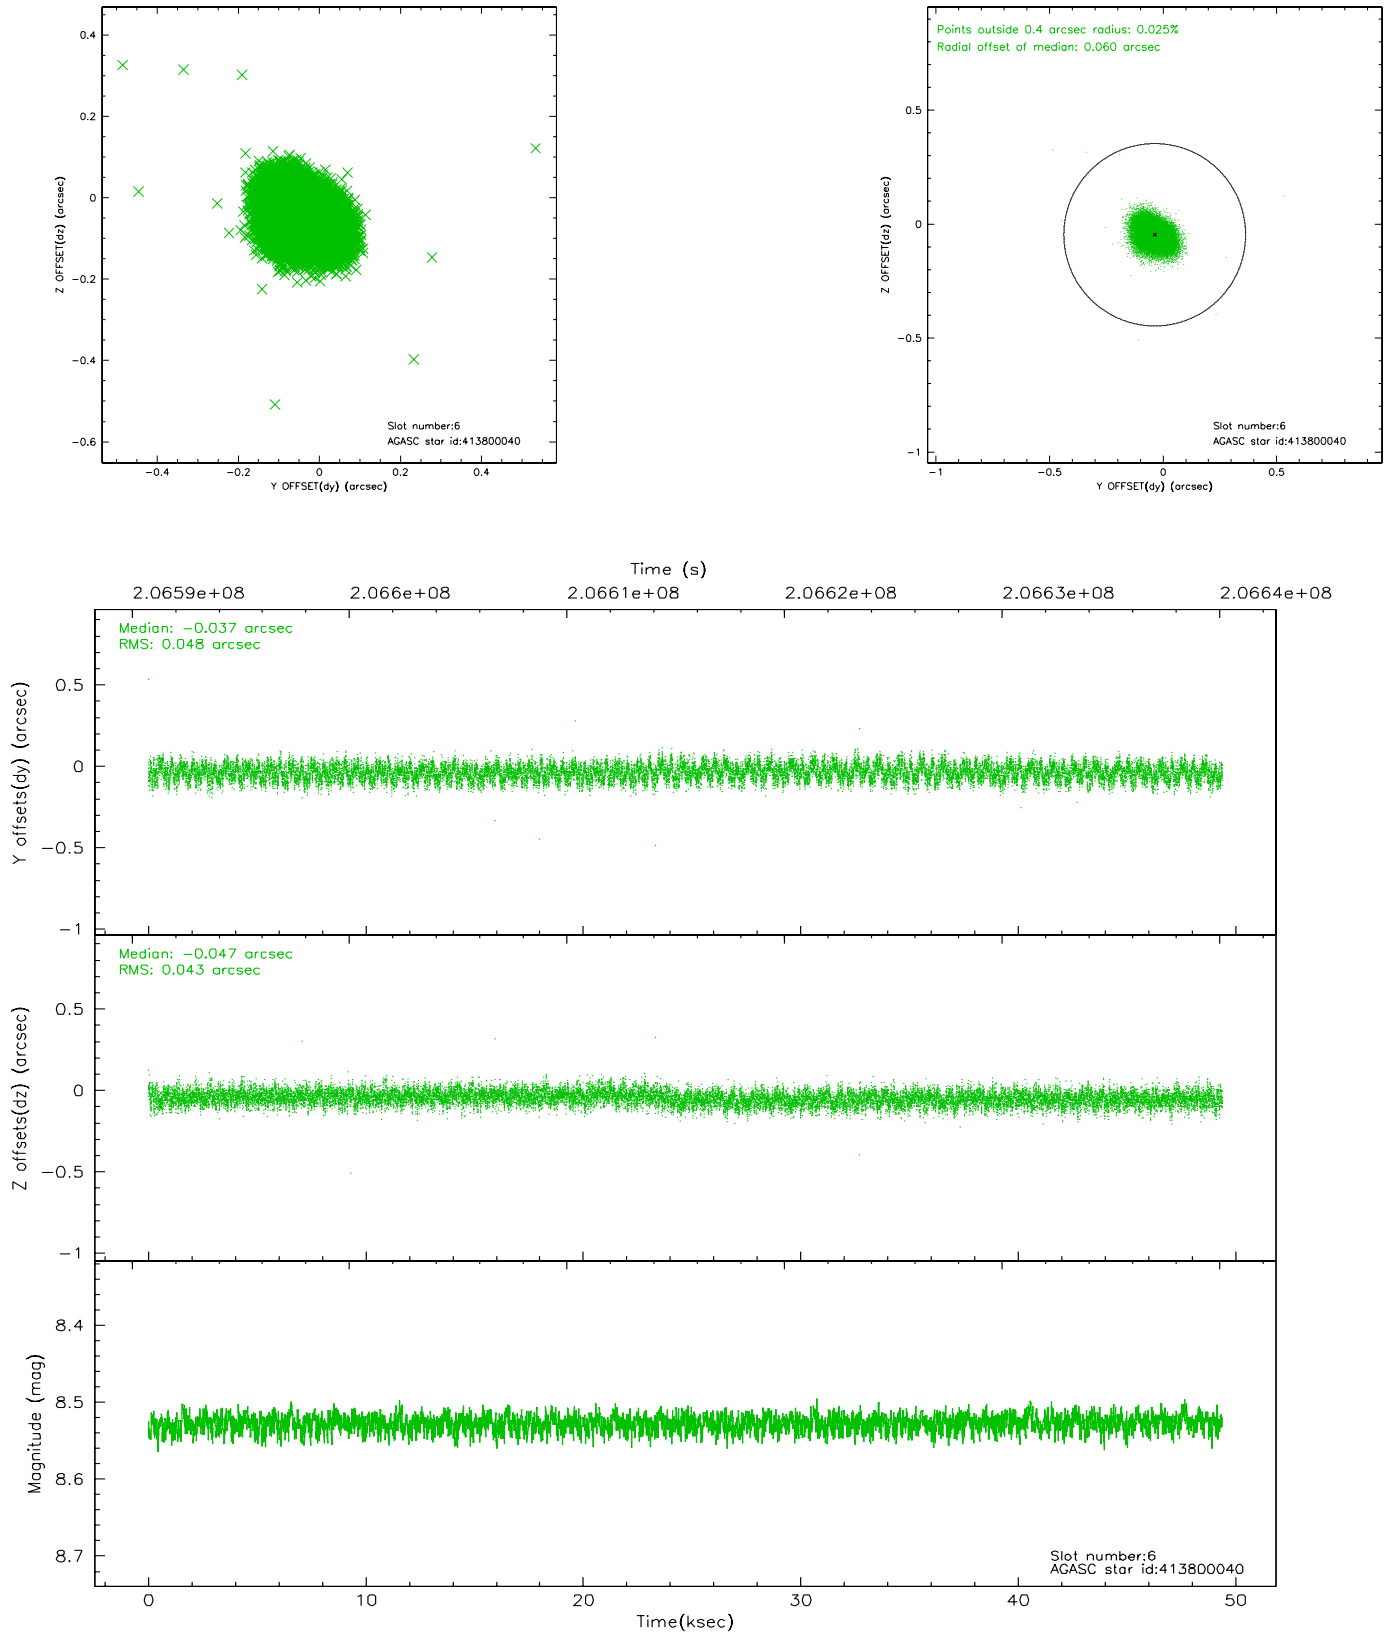 0.4
0.2
0
−0.2
−0.4
−0.6
Z OFFSET(dz) (arcsec)
Slot number:6
AGASC star id:413800040
−0.4 −0.2 0 0.2 0.4
Y OFFSET(dy) (arcsec)
Points outside 0.4 arcsec radius: 0.025%
Radial offset of median: 0.060 arcsec
0.5
0
−0.5
−1
Z OFFSET(dz) (arcsec)
Slot number:6
AGASC star id:413800040
−1 −0.5 0 0.5
Y OFFSET(dy) (arcsec)
Time (s)
2.0659e+08 2.066e+08 2.0661e+08 2.0662e+08 2.0663e+08 2.0664e+08
Median: −0.037 arcsec
RMS: 0.048 arcsec
0.5
0
−0.5
−1
Y offsets(dy) (arcsec)
Median: −0.047 arcsec
RMS: 0.043 arcsec
0.5
0
−0.5
−1
Z offsets(dz) (arcsec)
8.4
8.5
8.6
8.7
Magnitude (mag)
Slot number:6
AGASC star id:413800040
0 10 20 30 40 50
Time(ksec)